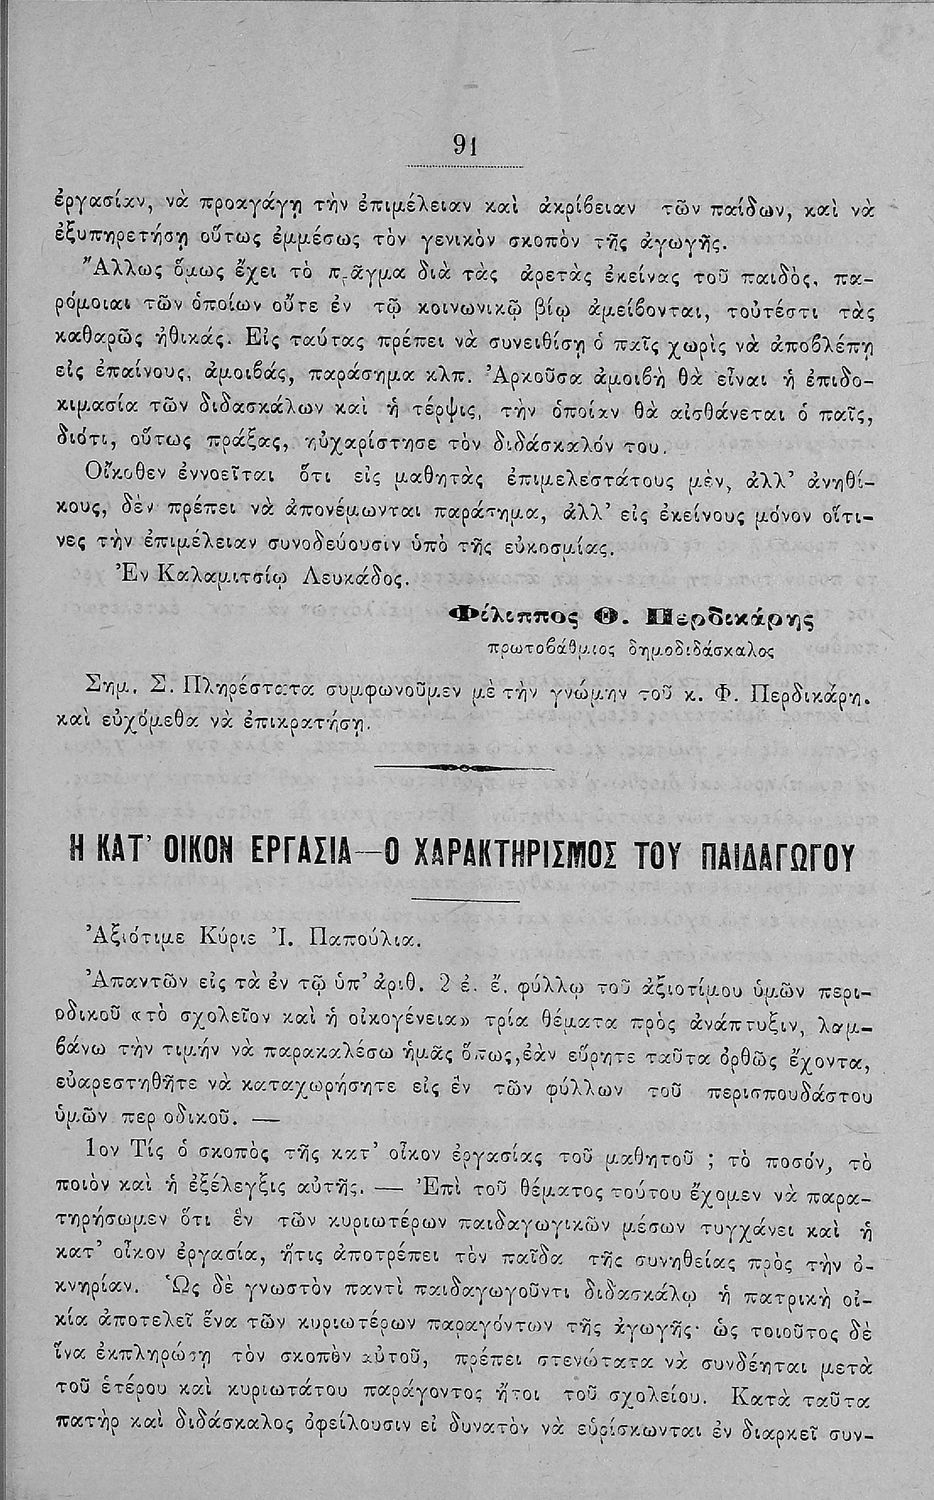 91
ἐργασίαν, νὰ προαγάγῃ τὴν ἐπιμέλειαν καὶ ἀκρίβειαν τῶν παίδων, καὶ νὰ
ἐξυπηρετήσῃ οὕτως ἐμμέσως τὸν γενικὸν σκοπὸν τῆς ἀγωγῆς.
Ἄλλως ὅμως ἔχει τὸ πρᾶγμα διὰ τὰς ἀρετὰς ἐκείνας τοῦ παιδὸς, πα-
ρόμοιαι τῶν ὁποίων οὔτε ἐν τῷ κοινωνικῷ βίῳ ἀμείβονται, τουτέστι τὰς
καθαρῶς ἠθικάς. Εἰς ταύτας πρέπει νὰ συνειθίσῃ ὁ παῖς χωρὶς νὰ ἀποβλέπῃ
εἰς ἐπαίνους, ἀμοιβάς, παράσημα κλπ. Ἀρκοῦσα ἀμοιβὴ θὰ εἶναι ἡ ἐπιδο-
κιμασία τῶν διδασκάλων καὶ ἡ τέρψις, τὴν ὁποίαν θὰ αἰσθάνεται ὁ παῖς,
διότι, οὕτως πράξας, ηὐχαρίστησε τὸν διδάσκαλόν του.
Οἴκοθεν ἐννοεῖται ὅτι εἰς μαθητὰς ἐπιμελεστάτους μὲν, ἀλλ’ ἀνηθί-
κους, δὲν πρέπει νὰ ἀπονέμωνται παράσημα, ἀλλ’ εἰς ἐκείνους μόνον οἵτι-
νες τὴν ἐπιμέλειαν συνοδεύουσιν ὑπὸ τῆς εὐκοσμίας.
Ἐν Καλαμιτσίῳ Λευκάδος.
Φίλιππος Θ. Περδικάρης
πρωτοβάθμιος δημοδιδάσκαλος
Σημ. Σ. Πληρέστατα συμφωνοῦμεν μὲ τὴν γνώμην τοῦ κ. Φ. Περδικάρη.
καὶ εὐχόμεθα νὰ ἐπικρατήσῃ.
Η ΚΑΤ’ ΟΙΚΟΝ ΕΡΓΑΣΙΑ—Ο ΧΑΡΑΚΤΗΡΙΣΜΟΣ ΤΟΥ ΠΑΙΔΑΓΩΓΟΥ
Ἀξιότιμε Κύριε Ἰ. Παπούλια.
Ἀπαντῶν εἰς τὰ ἐν τῷ ὑπ’ ἀριθ. 2 ἐ. ἔ. φύλλῳ τοῦ ἀξιοτίμου ὑμῶν περι-
οδικοῦ «τὸ σχολεῖον καὶ ἡ οἰκογένεια» τρία θέματα πρὸς ἀνάπτυξιν, λαμ-
βάνω τὴν τιμήν νὰ παρακαλέσω ἡμᾶς ὅπως,ἐὰν εὕρητε ταῦτα ὀρθῶς ἔχοντα,
εὐαρεστηθῆτε νὰ καταχωρήσητε εἰς ἓν τῶν φύλλων τοῦ περισπουδάστου
ὑμῶν περ οδικοῦ. —
1ον Τίς ὁ σκοπὸς τῆς κατ’ οἶκον ἐργασίας τοῦ μαθητοῦ ; τὸ ποσόν, τὸ
ποιὸν καὶ ἡ ἐξέλεγξις αὐτῆς. — Ἐπὶ τοῦ θέματος τούτου ἔχομεν νὰ παρα-
τηρήσωμεν ὅτι ἓν τῶν κυριωτέρων παιδαγωγικῶν μέσων τυγχάνει καὶ ἡ
κατ’ οἶκον ἐργασία, ἥτις ἀποτρέπει τὸν παῖδα τῆς συνηθείας πρὸς τὴν ὀ-
κνηρίαν. Ὡς δὲ γνωστὸν παντὶ παιδαγωγοῦντι διδασκάλῳ ἡ πατρικὴ οἰ-
κία ἀποτελεῖ ἕνα τῶν κυριωτέρων παραγόντων τῆς ἀγωγῆς· ὡς τοιοῦτος δὲ
ἵνα ἐκπληρώσῃ τὸν σκοπὸν αὑτοῦ, πρέπει στενώτατα νὰ συνδέηται μετὰ
τοῦ ἑτέρου καὶ κυριωτάτου παράγοντος ἤτοι τοῦ σχολείου. Κατὰ ταῦτα
πατὴρ καὶ διδάσκαλος ὀφείλουσιν εἰ δυνατὸν νὰ εὑρίσκωνται ἐν διαρκεῖ συν-